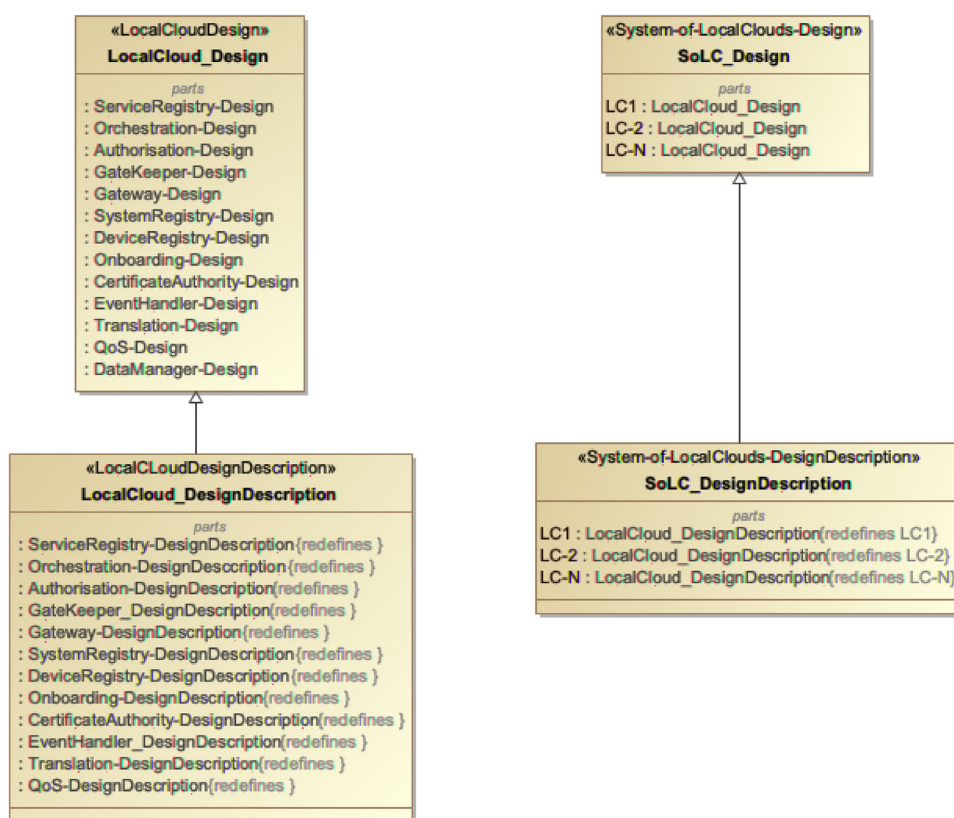 «LocalCloudDesign»
LocalCloud_Design
parts
: ServiceRegistry-Design
: Orchestration-Design
: Authorisation-Design
: GateKeeper-Design
: Gateway-Design
: SystemRegistry-Design
: DeviceRegistry-Design
: Onboarding-Design
: CertificateAuthority-Design
: EventHandler-Design
: Translation-Design
: QoS-Design
: DataManager-Design
«LocalCLoudDesignDescription»
LocalCloud_DesignDescription
parts
: ServiceRegistry-DesignDescription{redefines }
: Orchestration-DesignDesccription{redefines }
: Authorisation-DesignDescription{redefines }
: GateKeeper_DesignDescription{redefines }
: Gateway-DesignDescription{redefines }
: SystemRegistry-DesignDescription{redefines }
: DeviceRegistry-DesignDescription{redefines }
: Onboarding-DesignDescription{redefines }
: CertificateAuthority-DesignDescription{redefines }
: EventHandler_DesignDescription{redefines }
: Translation-DesignDescription{redefines }
: QoS-DesignDescription{redefines }
«System-of-LocalClouds-Design»
SoLC_Design
parts
LC1 : LocalCloud_Design
LC-2 : LocalCloud_Design
LC-N : LocalCloud_Design
«System-of-LocalClouds-DesignDescription»
SoLC_DesignDescription
parts
LC1 : LocalCloud_DesignDescription{redefines LC1}
LC-2 : LocalCloud_DesignDescription{redefines LC-2}
LC-N : LocalCloud_DesignDescription{redefines LC-N}